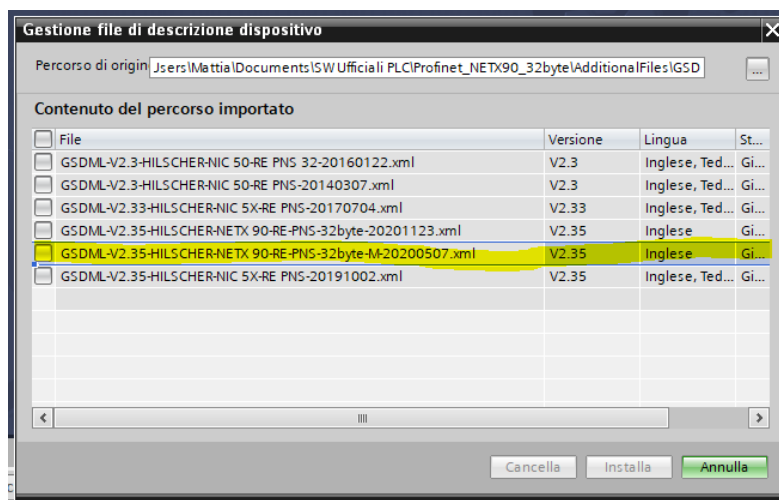 Gestione file di descrizione dispositivo
Percorso di origin Jsers\Mattia\Documents\SW Ufficiali PLC\Profinet_NETX90_32byte\AdditionalFiles\GSD ...
Contenuto del percorso importato
File Versione Lingua St...
GSDML-V2.3-HILSCHER-NIC 50-RE PNS 32-20160122.xml V2.3 Inglese, Ted... Gi...
GSDML-V2.3-HILSCHER-NIC 50-RE PNS-20140307.xml V2.3 Inglese, Ted... Gi...
GSDML-V2.33-HILSCHER-NIC 5X-RE PNS-20170704.xml V2.33 Inglese, Ted... Gi...
GSDML-V2.35-HILSCHER-NETX 90-RE-PNS-32byte-20201123.xml V2.35 Inglese Gi...
GSDML-V2.35-HILSCHER-NETX 90-RE-PNS-32byte-M-20200507.xml V2.35 Inglese Gi...
GSDML-V2.35-HILSCHER-NIC 5X-RE PNS-20191002.xml V2.35 Inglese, Ted... Gi...
Cancella Installa Annulla